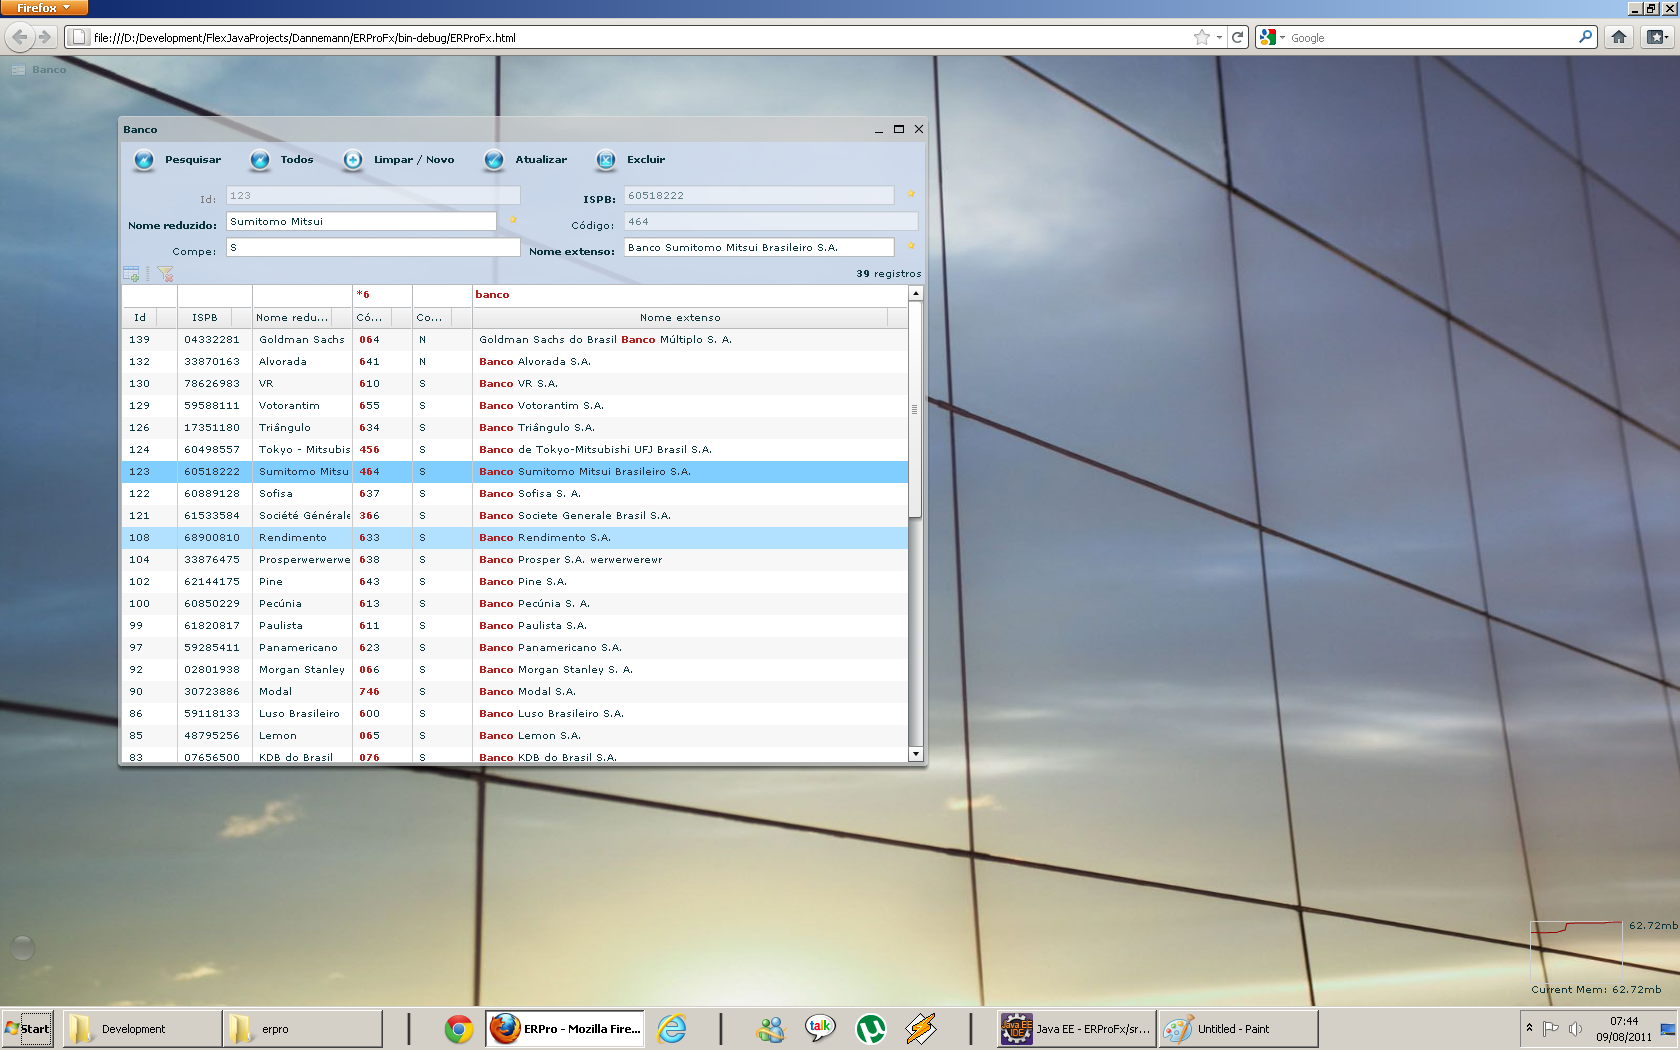 Firefox
file:///D:/Development/FlexJavaProjects/Dannemann/ERProFx/bin-debug/ERProFx.html
Google
Banco
Banco
Pesquisar Todos Limpar / Novo Atualizar Excluir
Id: 123 ISPB: 60518222
Nome reduzido: Sumitomo Mitsui Código: 464
Compe: S Nome extenso: Banco Sumitomo Mitsui Brasileiro S.A.
39 registros
*6 banco
Id ISPB Nome redu... Có... Co... Nome extenso
139 04332281 Goldman Sachs 064 N Goldman Sachs do Brasil Banco Múltiplo S. A.
132 33870163 Alvorada 641 N Banco Alvorada S.A.
130 78626983 VR 610 S Banco VR S.A.
129 59588111 Votorantim 655 S Banco Votorantim S.A.
126 17351180 Triângulo 634 S Banco Triângulo S.A.
124 60498557 Tokyo - Mitsubis 456 S Banco de Tokyo-Mitsubishi UFJ Brasil S.A.
123 60518222 Sumitomo Mitsu 464 S Banco Sumitomo Mitsui Brasileiro S.A.
122 60889128 Sofisa 637 S Banco Sofisa S. A.
121 61533584 Société Générale 366 S Banco Societe Generale Brasil S.A.
108 68900810 Rendimento 633 S Banco Rendimento S.A.
104 33876475 Prosperwerwerwe 638 S Banco Prosper S.A. werwerwerewr
102 62144175 Pine 643 S Banco Pine S.A.
100 60850229 Pecúnia 613 S Banco Pecúnia S. A.
99 61820817 Paulista 611 S Banco Paulista S.A.
97 59285411 Panamericano 623 S Banco Panamericano S.A.
92 02801938 Morgan Stanley 066 S Banco Morgan Stanley S. A.
90 30723886 Modal 746 S Banco Modal S.A.
86 59118133 Luso Brasileiro 600 S Banco Luso Brasileiro S.A.
85 48795256 Lemon 065 S Banco Lemon S.A.
83 07656500 KDB do Brasil 076 S Banco KDB do Brasil S.A.
62.72mb
Current Mem: 62.72mb
Start Development erpro ERPro - Mozilla Fire... talk Java EE IDE Java EE - ERProFx/sr... Untitled - Paint 07:44
09/08/2011